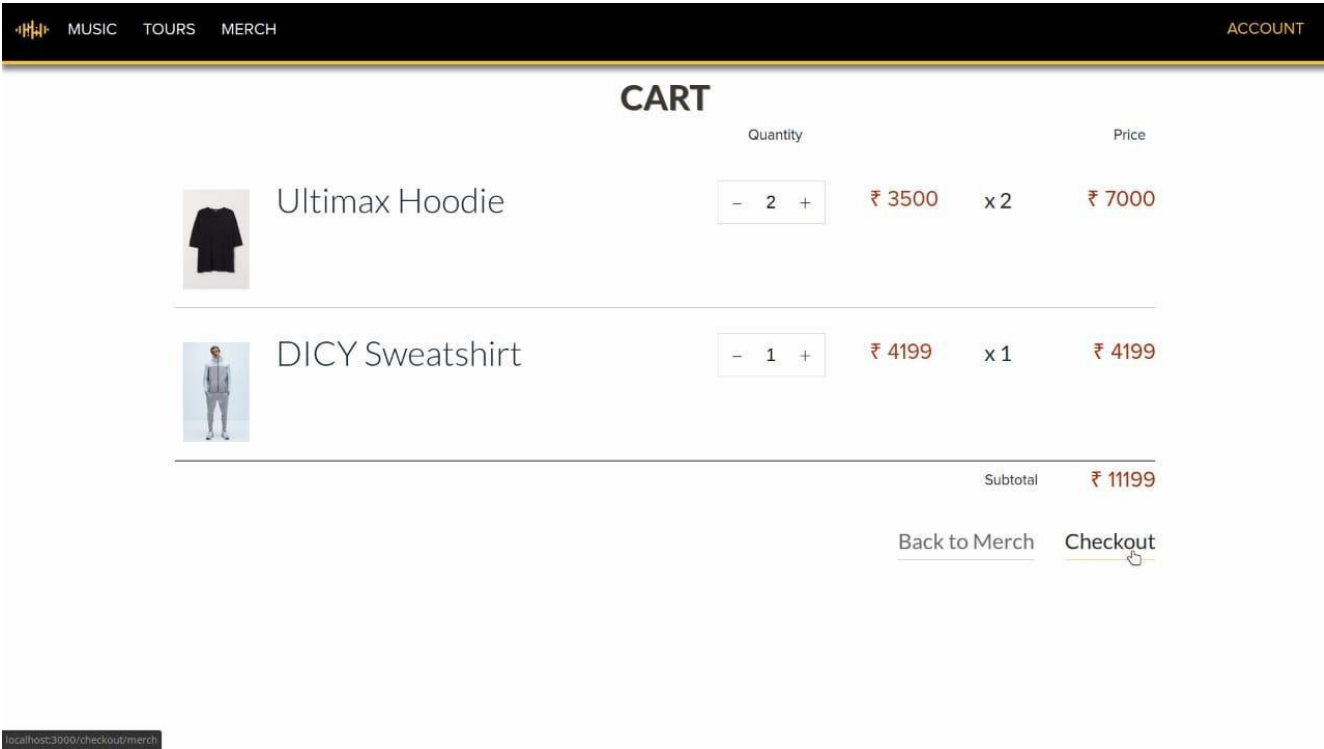 MUSIC TOURS MERCH ACCOUNT
CART
Quantity Price
Ultimax Hoodie − 2 + ₹ 3500 x 2 ₹ 7000
DICY Sweatshirt − 1 + ₹ 4199 x 1 ₹ 4199
Subtotal ₹ 11199
Back to Merch Checkout
localhost:3000/checkout/merch